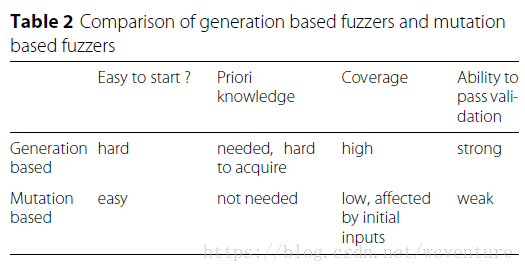 Table 2 Comparison of generation based fuzzers and mutation
based fuzzers
Easy to start ? Priori Coverage Ability to
knowledge pass vali-
dation
Generation hard needed, hard high strong
based to acquire
Mutation easy not needed low, affected weak
based by initial
inputs
https://blog.csdn.net/wcventure